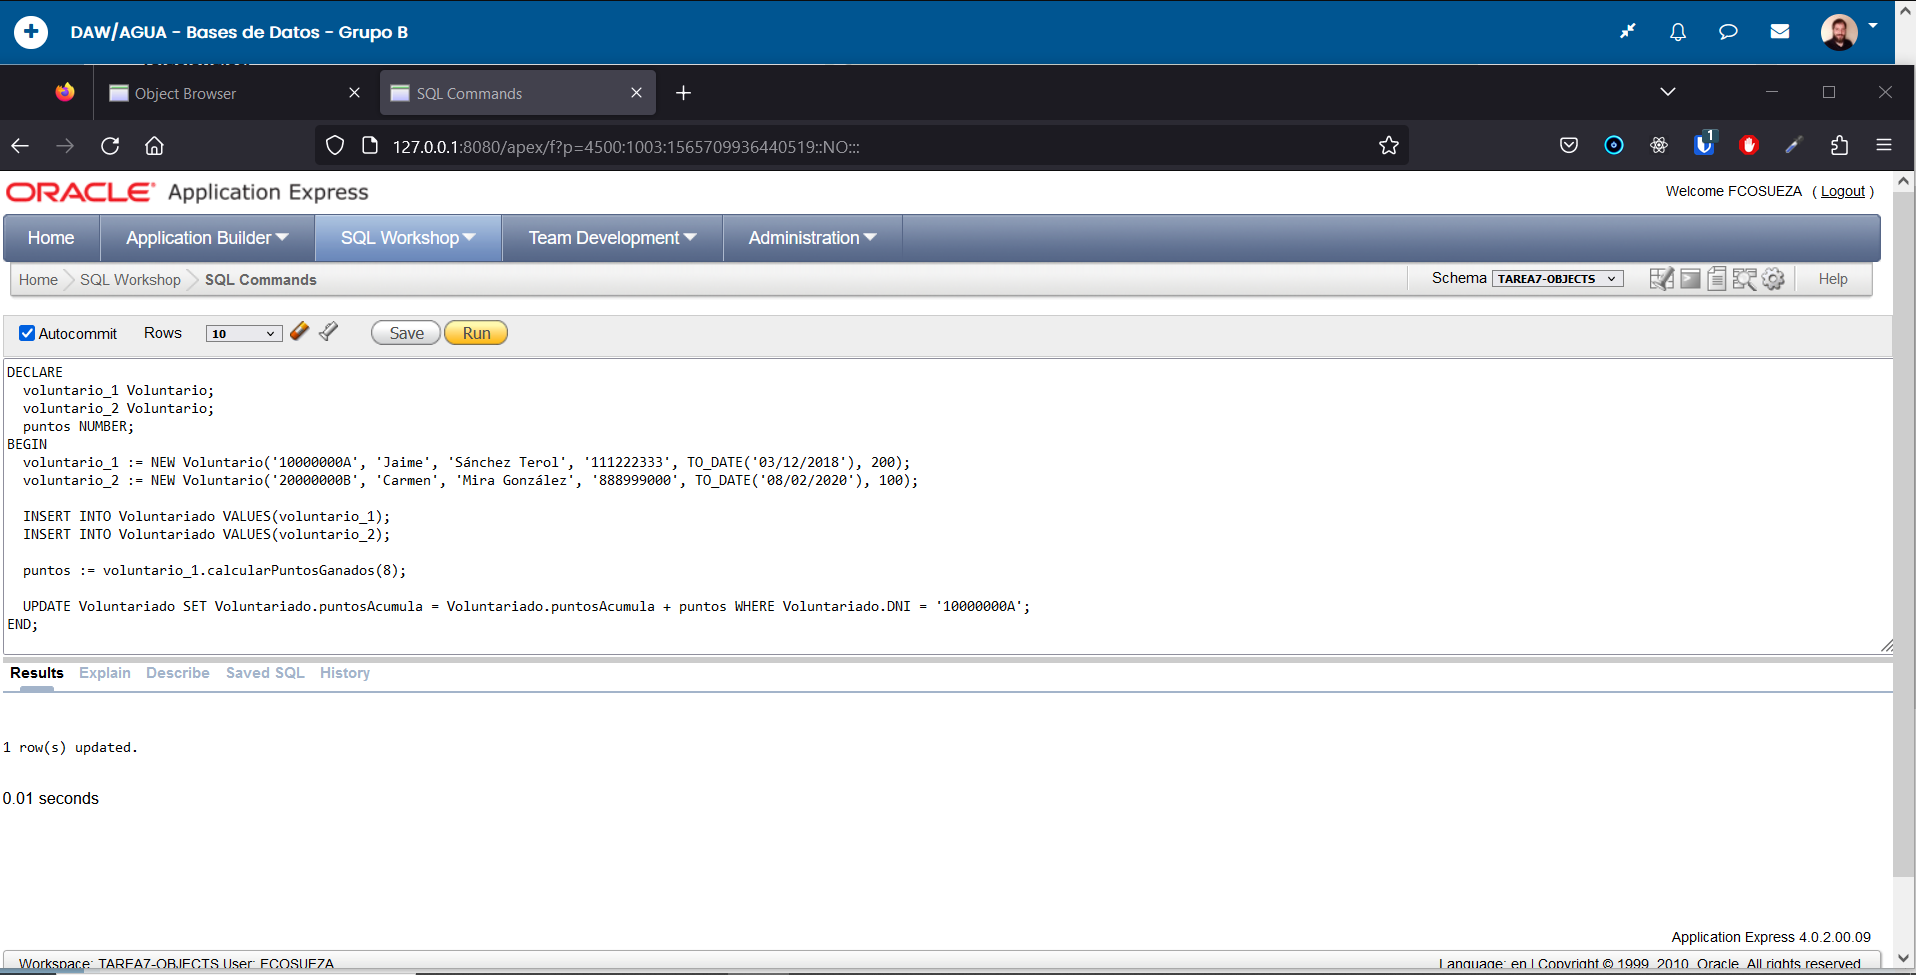 DAW/AGUA - Bases de Datos - Grupo B
Object Browser
SQL Commands
127.0.0.1:8080/apex/f?p=4500:1003:1565709936440519::NO:::
1
ORACLE® Application Express
Welcome FCOSUEZA ( Logout )
Home Application Builder SQL Workshop Team Development Administration
Home SQL Workshop SQL Commands
Schema TAREA7-OBJECTS Help
Autocommit Rows 10 Save Run
DECLARE
voluntario_1 Voluntario;
voluntario_2 Voluntario;
puntos NUMBER;
BEGIN
voluntario_1 := NEW Voluntario('10000000A', 'Jaime', 'Sánchez Terol', '111222333', TO_DATE('03/12/2018'), 200);
voluntario_2 := NEW Voluntario('20000000B', 'Carmen', 'Mira González', '888999000', TO_DATE('08/02/2020'), 100);
INSERT INTO Voluntariado VALUES(voluntario_1);
INSERT INTO Voluntariado VALUES(voluntario_2);
puntos := voluntario_1.calcularPuntosGanados(8);
UPDATE Voluntariado SET Voluntariado.puntosAcumula = Voluntariado.puntosAcumula + puntos WHERE Voluntariado.DNI = '10000000A';
END;
Results Explain Describe Saved SQL History
1 row(s) updated.
0.01 seconds
Application Express 4.0.2.00.09
Workspace: TAREA7-OBJECTS User: FCOSUEZA
Language: en | Copyright © 1999, 2010, Oracle. All rights reserved.